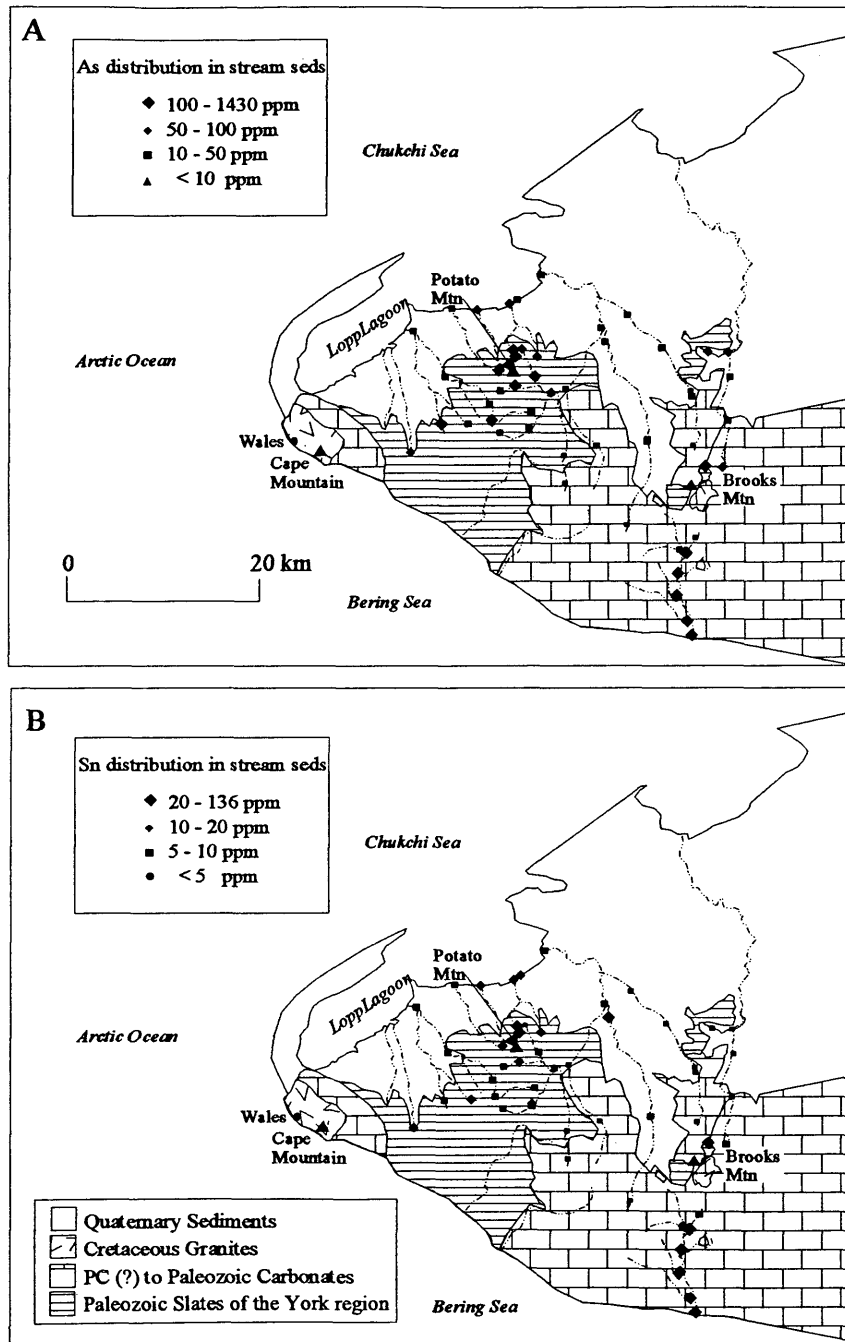 A
As distribution in stream seds
100 - 1430 ppm
50 - 100 ppm
10 - 50 ppm
< 10 ppm
Chukchi Sea
Potato
Mtn
LoppLagoon
Arctic Ocean
Wales
Cape
Mountain
Brooks
Mtn
0 20 km
Bering Sea
B
Sn distribution in stream seds
20 - 136 ppm
10 - 20 ppm
5 - 10 ppm
< 5 ppm
Chukchi Sea
Potato
Mtn
LoppLagoon
Arctic Ocean
Wales
Cape
Mountain
Brooks
Mtn
Quaternary Sediments
Cretaceous Granites
PC (?) to Paleozoic Carbonates
Paleozoic Slates of the York region
Bering Sea